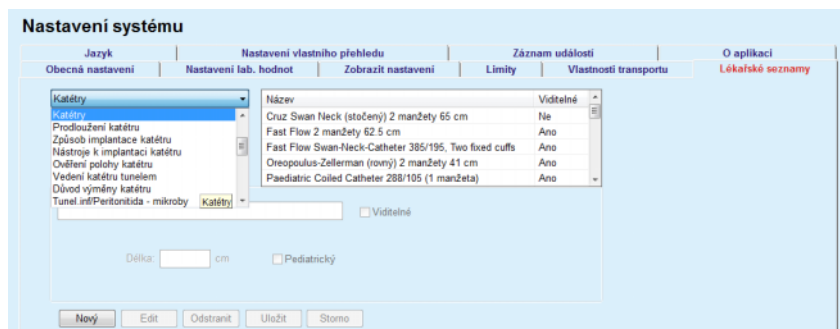 Nastavení systému
Jazyk Nastavení vlastního přehledu Záznam událostí O aplikaci
Obecná nastavení Nastavení lab. hodnot Zobrazit nastavení Limity Vlastnosti transportu Lékařské seznamy
Katétry Název Viditelné
Katétry Cruz Swan Neck (stočený) 2 manžety 65 cm Ne
Prodloužení katétru Fast Flow 2 manžety 62.5 cm Ano
Způsob implantace katétru Fast Flow Swan-Neck-Catheter 385/195, Two fixed cuffs Ano
Nástroje k implantaci katétru Oreopoulus-Zellerman (rovný) 2 manžety 41 cm Ano
Ověření polohy katétru Paediatric Coiled Catheter 288/105 (1 manžeta) Ano
Vedení katétru tunelem
Důvod výměny katétru
Tunel.inf/Peritonitida - mikroby Katétry
Viditelné
Délka: cm Pediatrický
Nový Edit Odstranit Uložit Storno